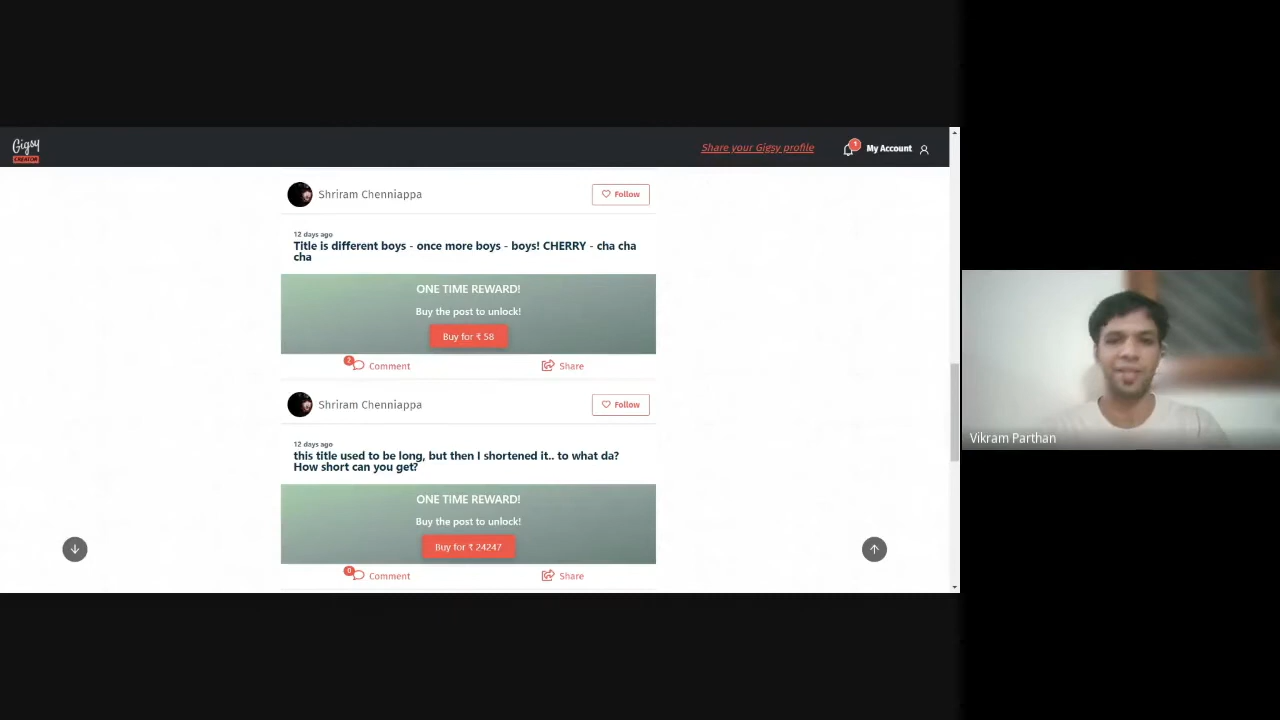 Gigsy
CREATOR
Share your Gigsy profile
1
My Account
Shriram Chenniappa
Follow
12 days ago
Title is different boys - once more boys - boys! CHERRY - cha cha
cha
ONE TIME REWARD!
Buy the post to unlock!
Buy for ₹ 58
Comment
Share
Shriram Chenniappa
Follow
12 days ago
this title used to be long, but then I shortened it.. to what da?
How short can you get?
ONE TIME REWARD!
Buy the post to unlock!
Buy for ₹ 24247
0
Comment
Share
Vikram Parthan